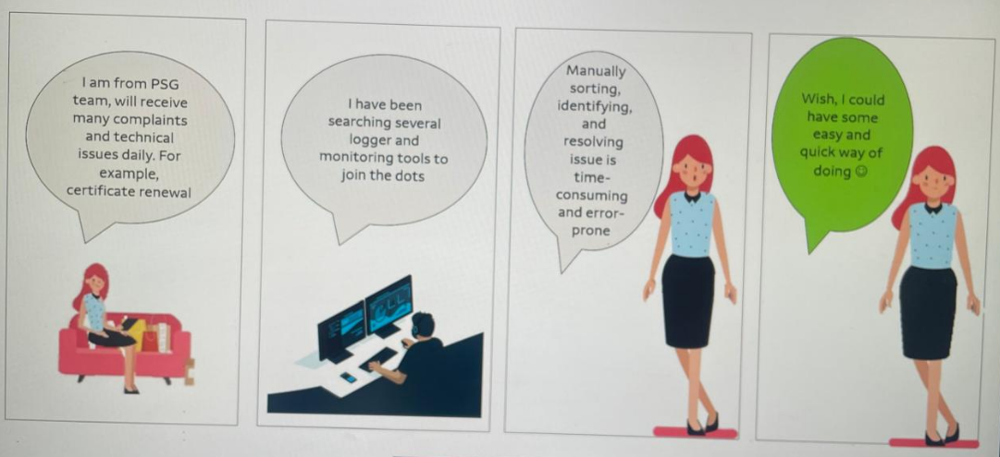 I am from PSG
team, will receive
many complaints
and technical
issues daily. For
example,
certificate renewal
I have been
searching several
logger and
monitoring tools to
join the dots
Manually
sorting,
identifying,
and
resolving
issue is
time-
consuming
and error-
prone
Wish, I could
have some
easy and
quick way of
doing ☺